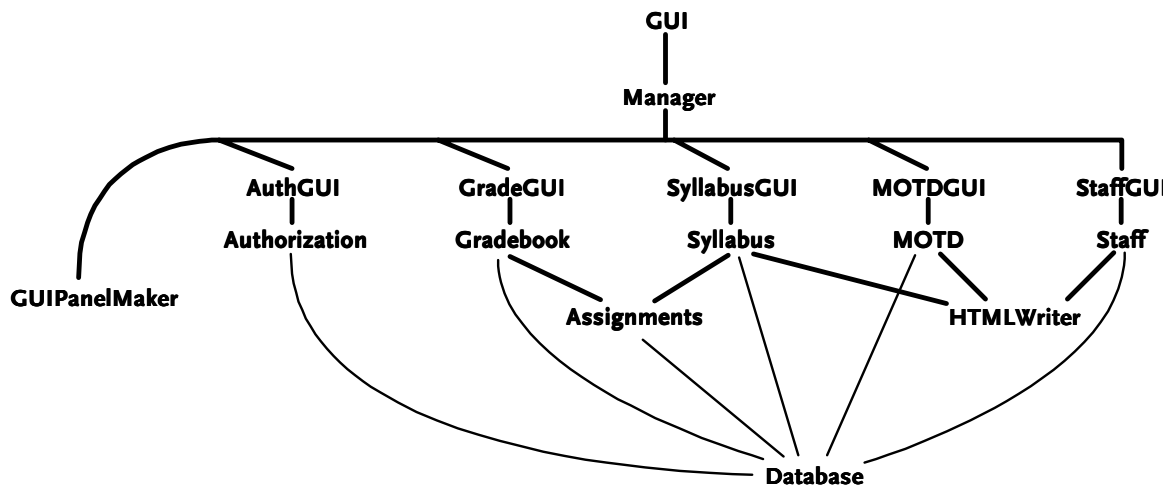 GUI
Manager
AuthGUI GradeGUI SyllabusGUI MOTDGUI StaffGUI
Authorization Gradebook Syllabus MOTD Staff
GUIPanelMaker
Assignments HTMLWriter
Database